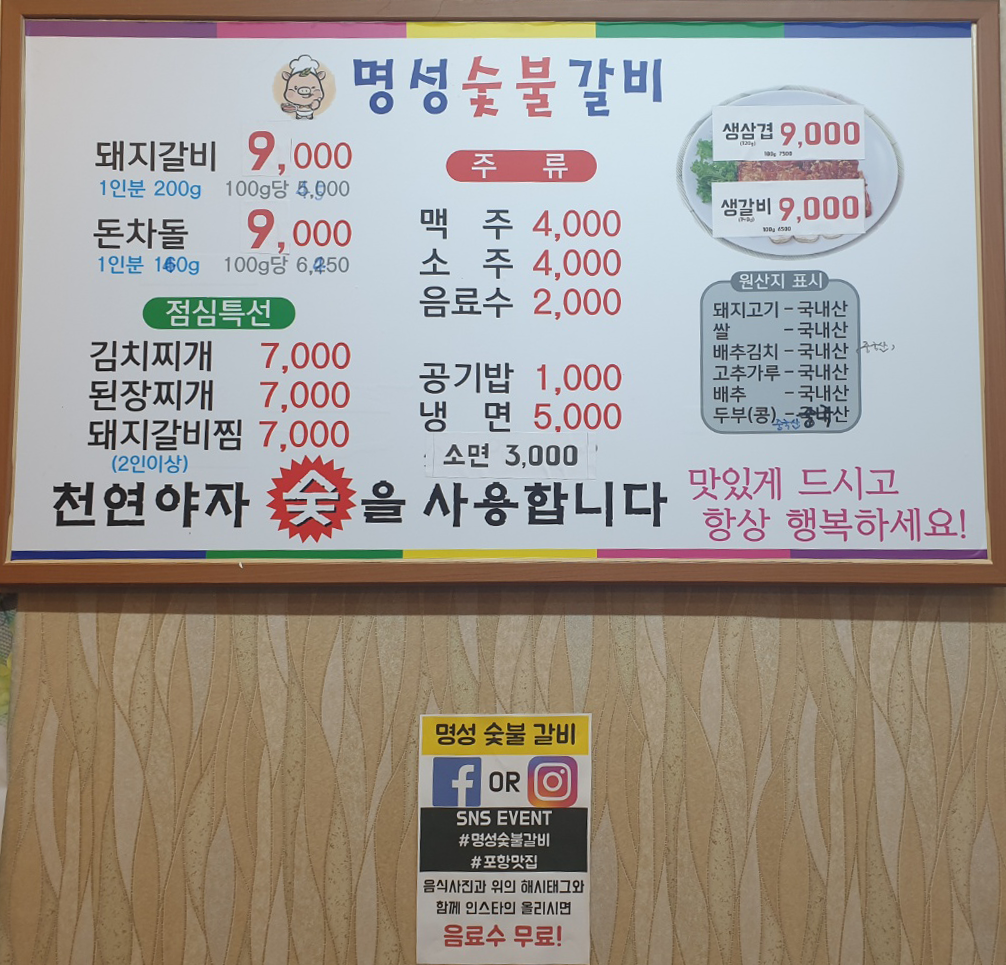 명성숯불갈비
돼지갈비 9,000
1인분 200g 100g당
돈차돌 9,000
1인분 100g당
점심특선
김치찌개 7,000
된장찌개 7,000
돼지갈비찜 7,000
(2인이상)
주 류
맥 주 4,000
소 주 4,000
음료수 2,000
공기밥 1,000
냉 면 5,000
소면 3,000
생삼겹 9,000
생갈비 9,000
원산지 표시
돼지고기 - 국내산
쌀 - 국내산
배추김치 - 국내산
고추가루 - 국내산
배추 - 국내산
두부(콩) -
중국산
천연야자 숯을 사용합니다
맛있게 드시고
항상 행복하세요!
명성 숯불 갈비
f OR
SNS EVENT
#명성숯불갈비
#포항맛집
음식사진과 위의 해시태그와
함께 인스타의 올리시면
음료수 무료!